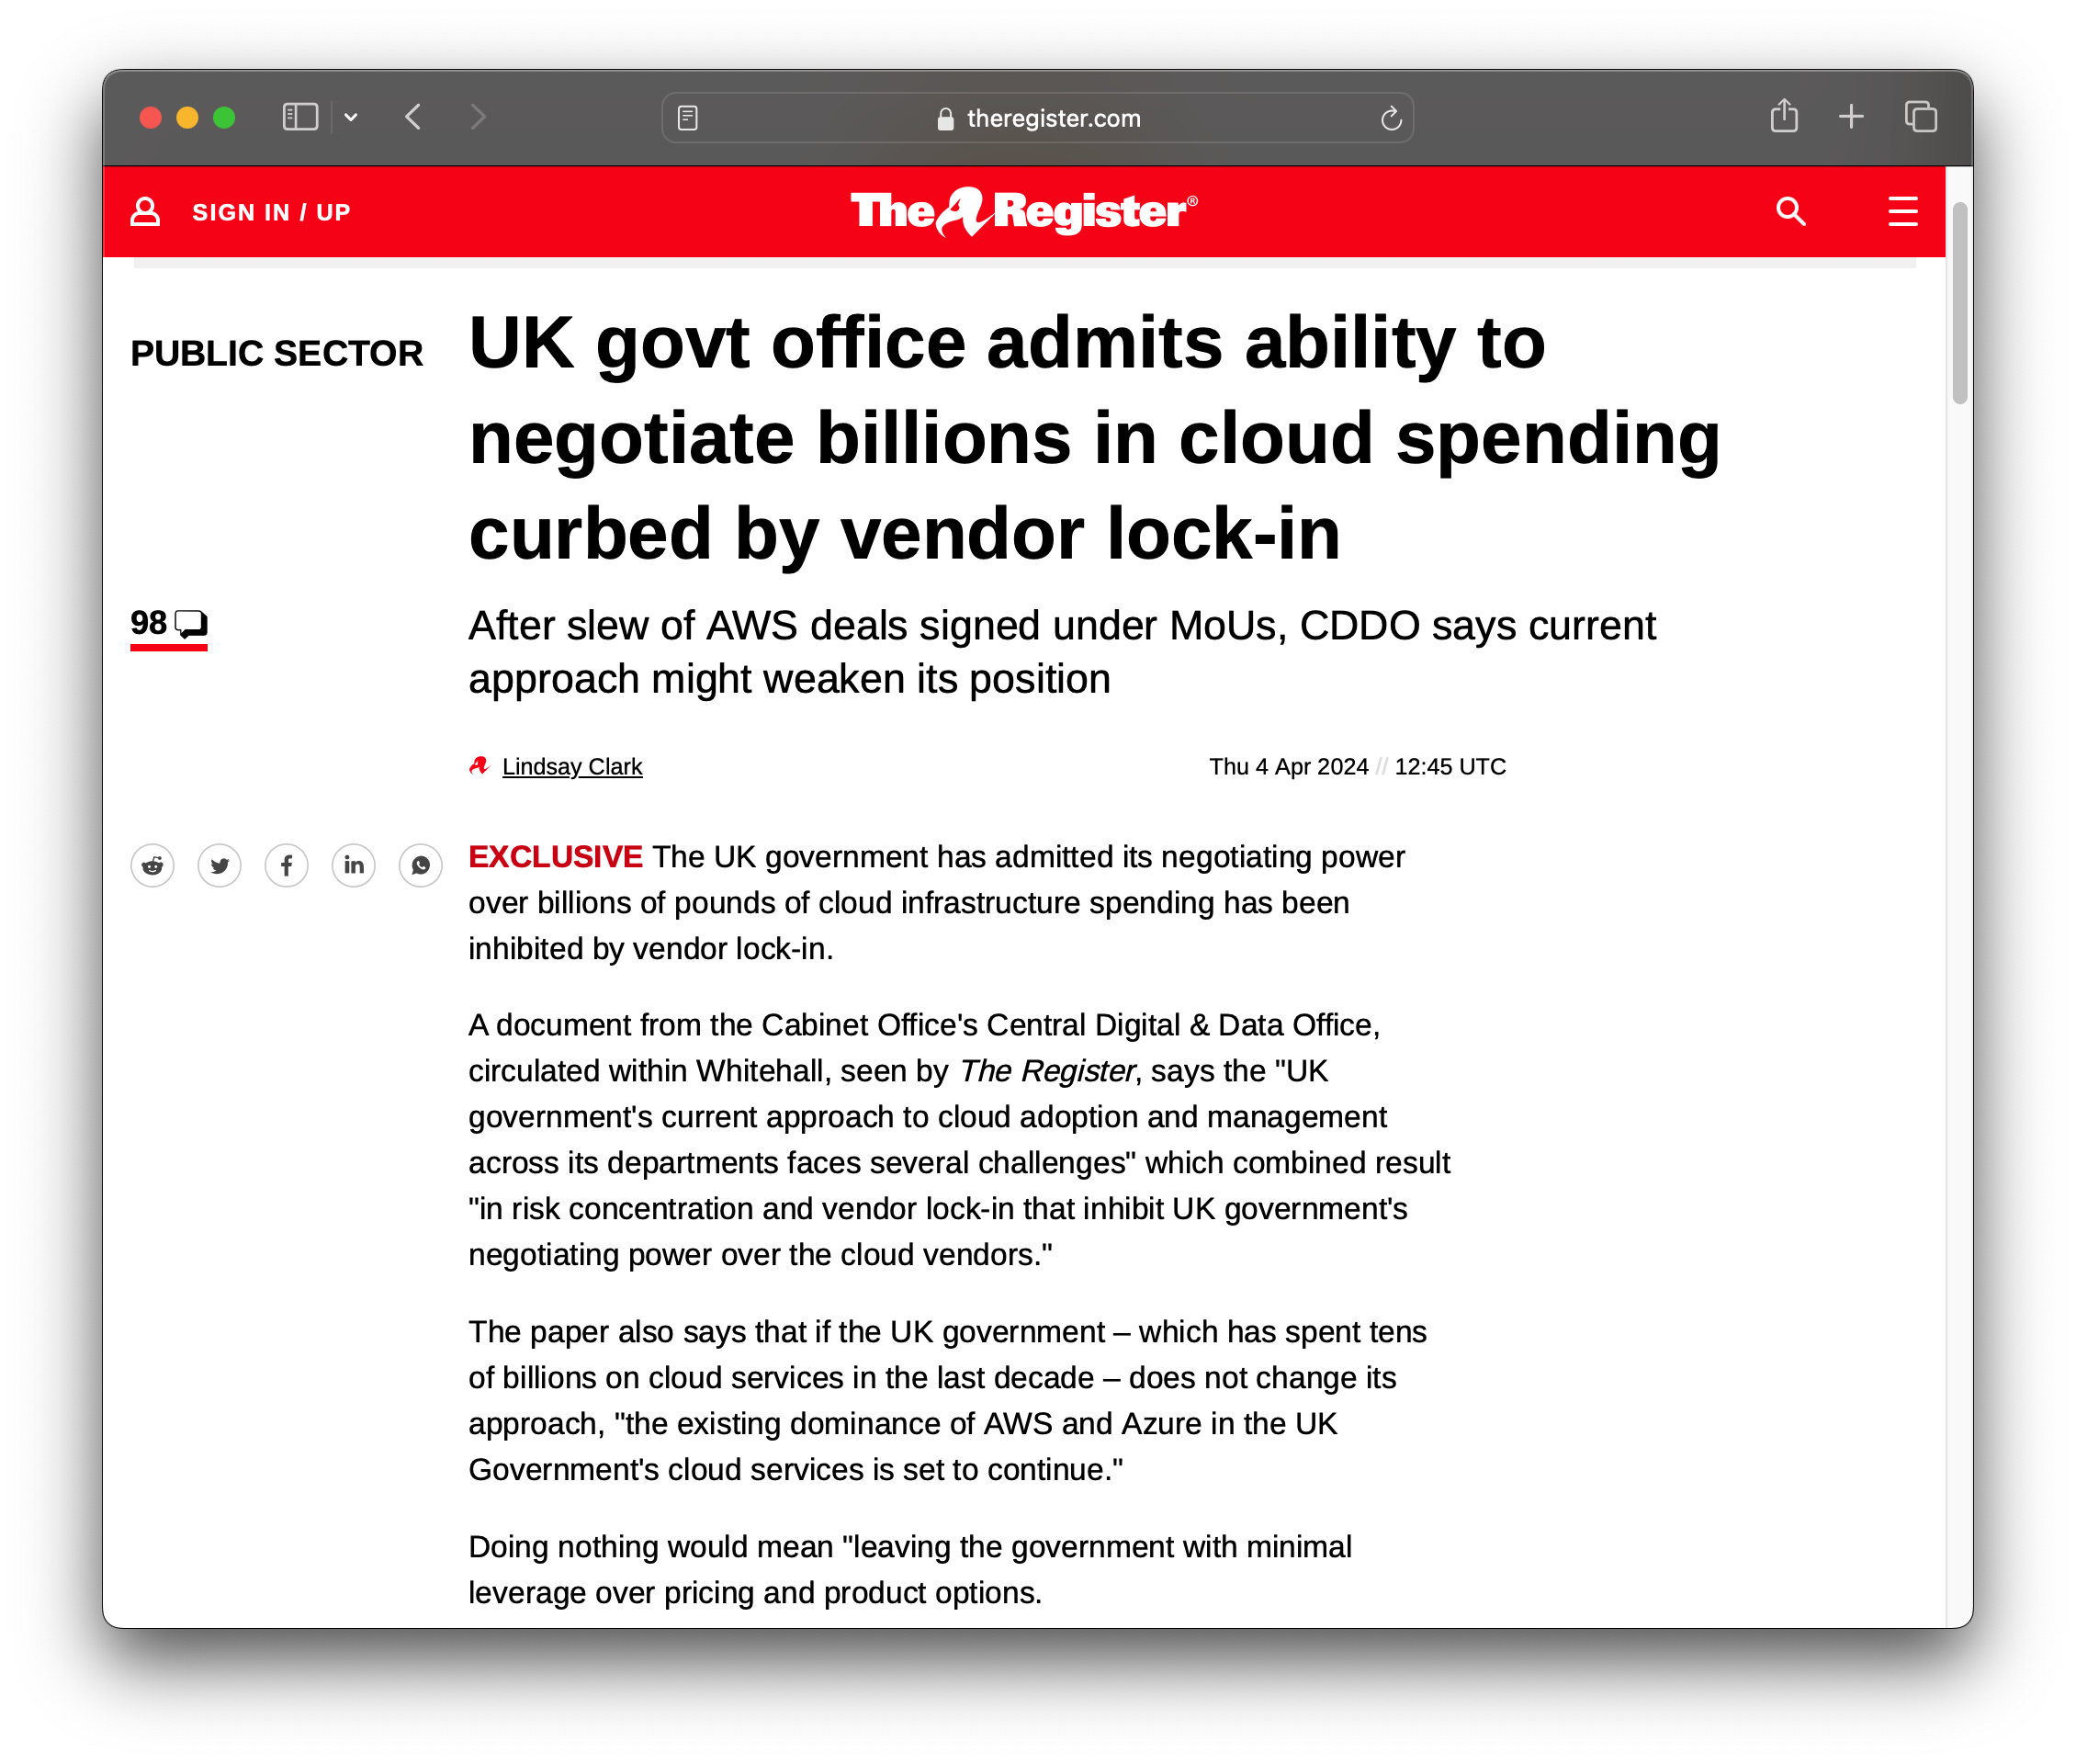 theregister.com
SIGN IN / UP
The Register®
PUBLIC SECTOR
UK govt office admits ability to
negotiate billions in cloud spending
curbed by vendor lock-in
98
After slew of AWS deals signed under MoUs, CDDO says current
approach might weaken its position
Lindsay Clark
Thu 4 Apr 2024 // 12:45 UTC
EXCLUSIVE The UK government has admitted its negotiating power
over billions of pounds of cloud infrastructure spending has been
inhibited by vendor lock-in.
A document from the Cabinet Office's Central Digital & Data Office,
circulated within Whitehall, seen by The Register, says the "UK
government's current approach to cloud adoption and management
across its departments faces several challenges" which combined result
"in risk concentration and vendor lock-in that inhibit UK government's
negotiating power over the cloud vendors."
The paper also says that if the UK government – which has spent tens
of billions on cloud services in the last decade – does not change its
approach, "the existing dominance of AWS and Azure in the UK
Government's cloud services is set to continue."
Doing nothing would mean "leaving the government with minimal
leverage over pricing and product options.